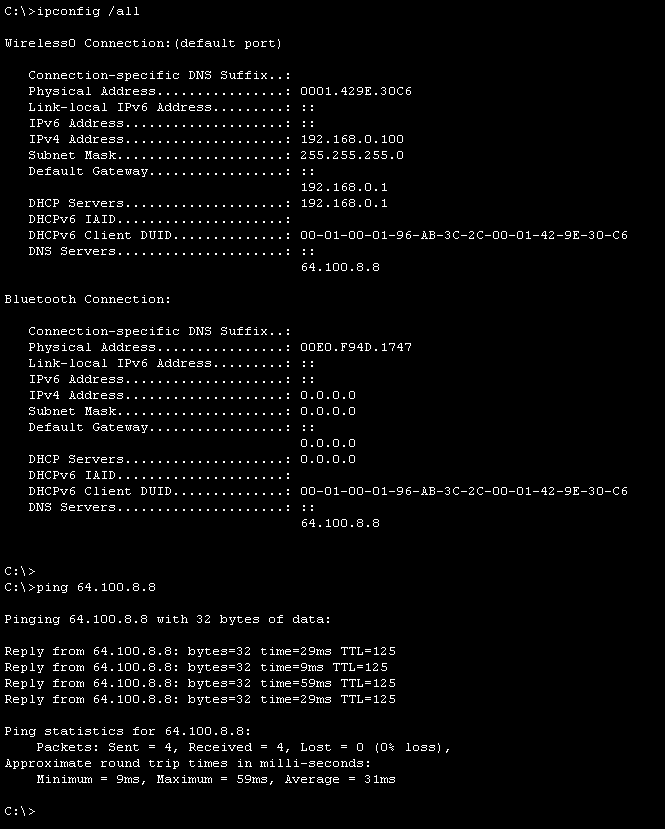 C:\>ipconfig /all
Wireless0 Connection:(default port)
Connection-specific DNS Suffix..:
Physical Address................: 0001.429E.30C6
Link-local IPv6 Address.........: ::
IPv6 Address....................: ::
IPv4 Address....................: 192.168.0.100
Subnet Mask.....................: 255.255.255.0
Default Gateway.................: ::
192.168.0.1
DHCP Servers....................: 192.168.0.1
DHCPv6 IAID.....................:
DHCPv6 Client DUID..............: 00-01-00-01-96-AB-3C-2C-00-01-42-9E-30-C6
DNS Servers.....................: ::
64.100.8.8
Bluetooth Connection:
Connection-specific DNS Suffix..:
Physical Address................: 00E0.F94D.1747
Link-local IPv6 Address.........: ::
IPv6 Address....................: ::
IPv4 Address....................: 0.0.0.0
Subnet Mask.....................: 0.0.0.0
Default Gateway.................: ::
0.0.0.0
DHCP Servers....................: 0.0.0.0
DHCPv6 IAID.....................:
DHCPv6 Client DUID..............: 00-01-00-01-96-AB-3C-2C-00-01-42-9E-30-C6
DNS Servers.....................: ::
64.100.8.8
C:\>
C:\>ping 64.100.8.8
Pinging 64.100.8.8 with 32 bytes of data:
Reply from 64.100.8.8: bytes=32 time=29ms TTL=125
Reply from 64.100.8.8: bytes=32 time=9ms TTL=125
Reply from 64.100.8.8: bytes=32 time=59ms TTL=125
Reply from 64.100.8.8: bytes=32 time=29ms TTL=125
Ping statistics for 64.100.8.8:
Packets: Sent = 4, Received = 4, Lost = 0 (0% loss),
Approximate round trip times in milli-seconds:
Minimum = 9ms, Maximum = 59ms, Average = 31ms
C:\>